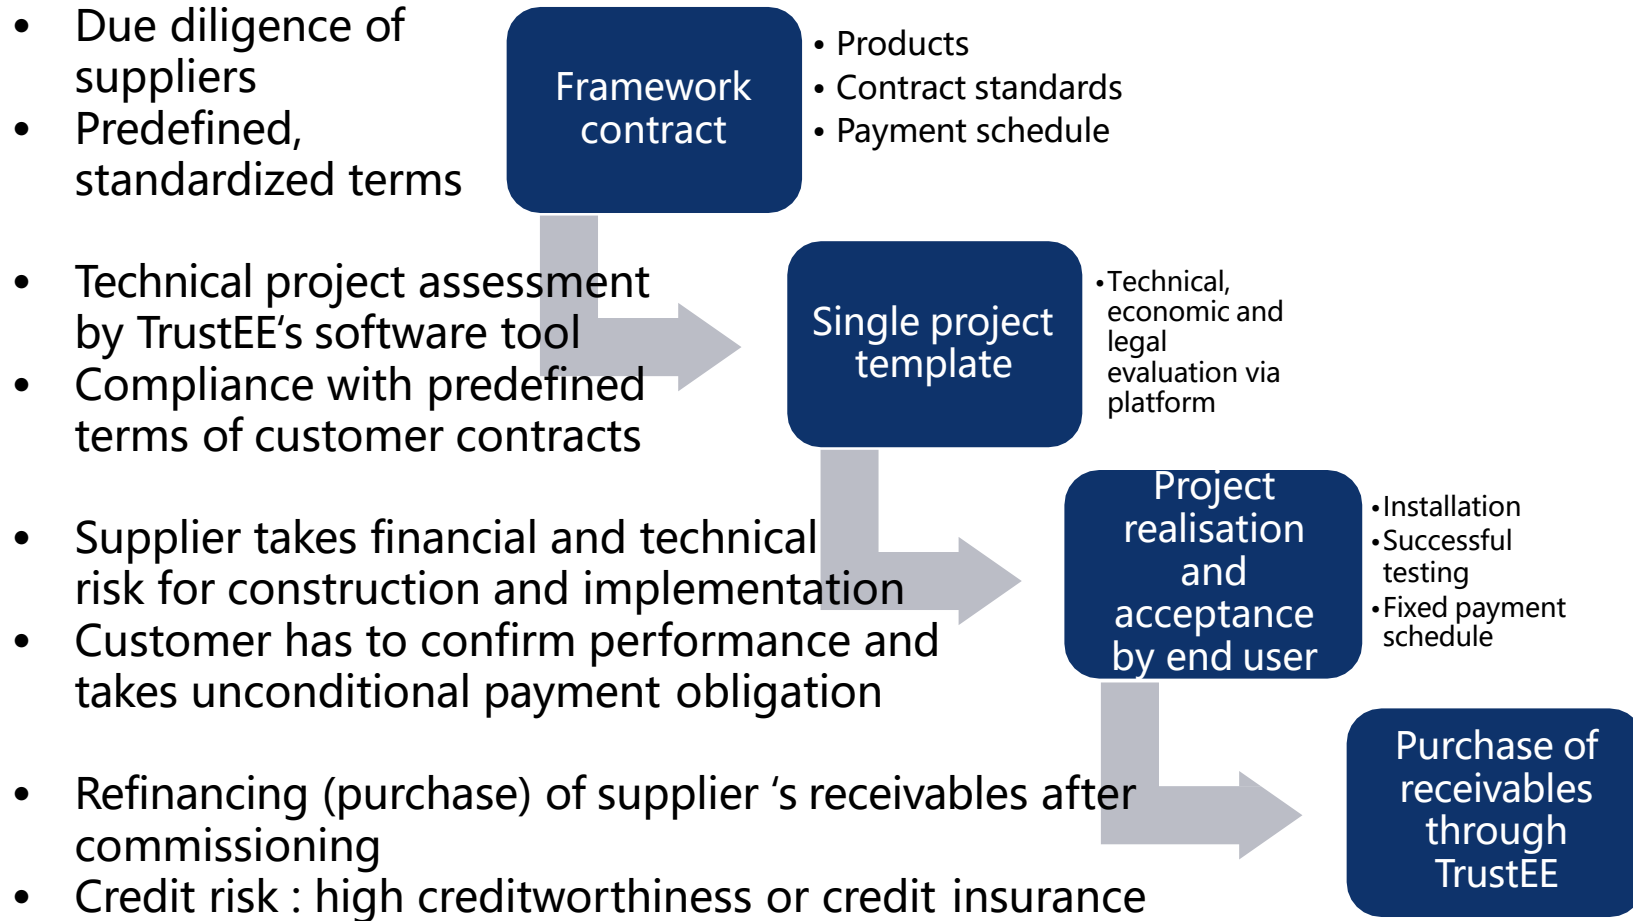 • Due diligence of
suppliers
• Predefined,
standardized terms
Framework
contract
• Products
• Contract standards
• Payment schedule
• Technical project assessment
by TrustEE‘s software tool
• Compliance with predefined
terms of customer contracts
Single project
template
•Technical,
economic and
legal
evaluation via
platform
• Supplier takes financial and technical
risk for construction and implementation
• Customer has to confirm performance and
takes unconditional payment obligation
Project
realisation
and
acceptance
by end user
•Installation
•Successful
testing
•Fixed payment
schedule
• Refinancing (purchase) of supplier ‘s receivables after
commissioning
• Credit risk : high creditworthiness or credit insurance
Purchase of
receivables
through
TrustEE